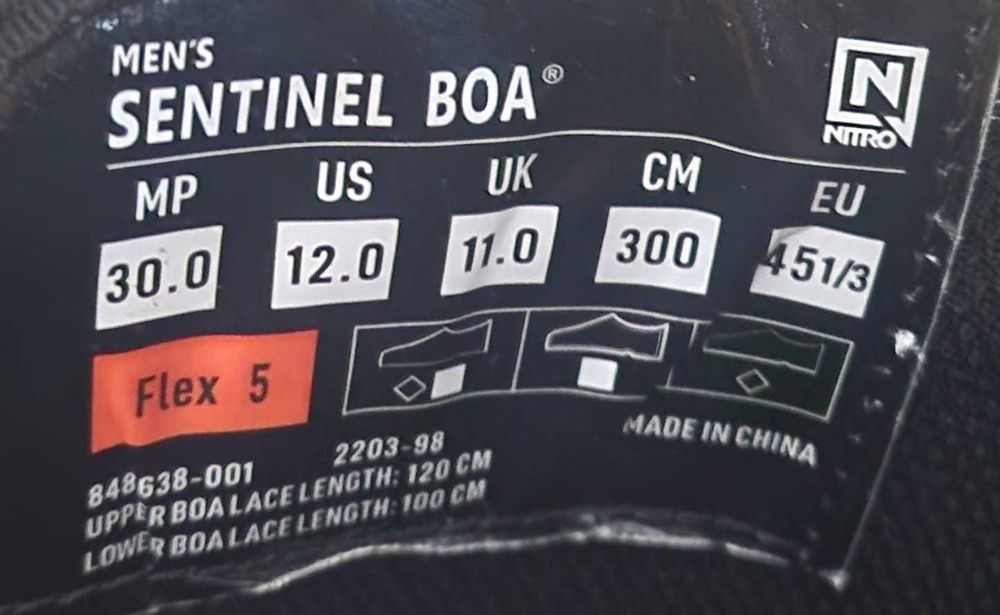 MEN'S
SENTINEL BOA®
N
NITRO
MP US UK CM EU
30.0 12.0 11.0 300 451/3
Flex 5
848638-001 2203-98
MADE IN CHINA
UPPER BOA LACE LENGTH: 120 CM
LOWER BOA LACE LENGTH: 100 CM